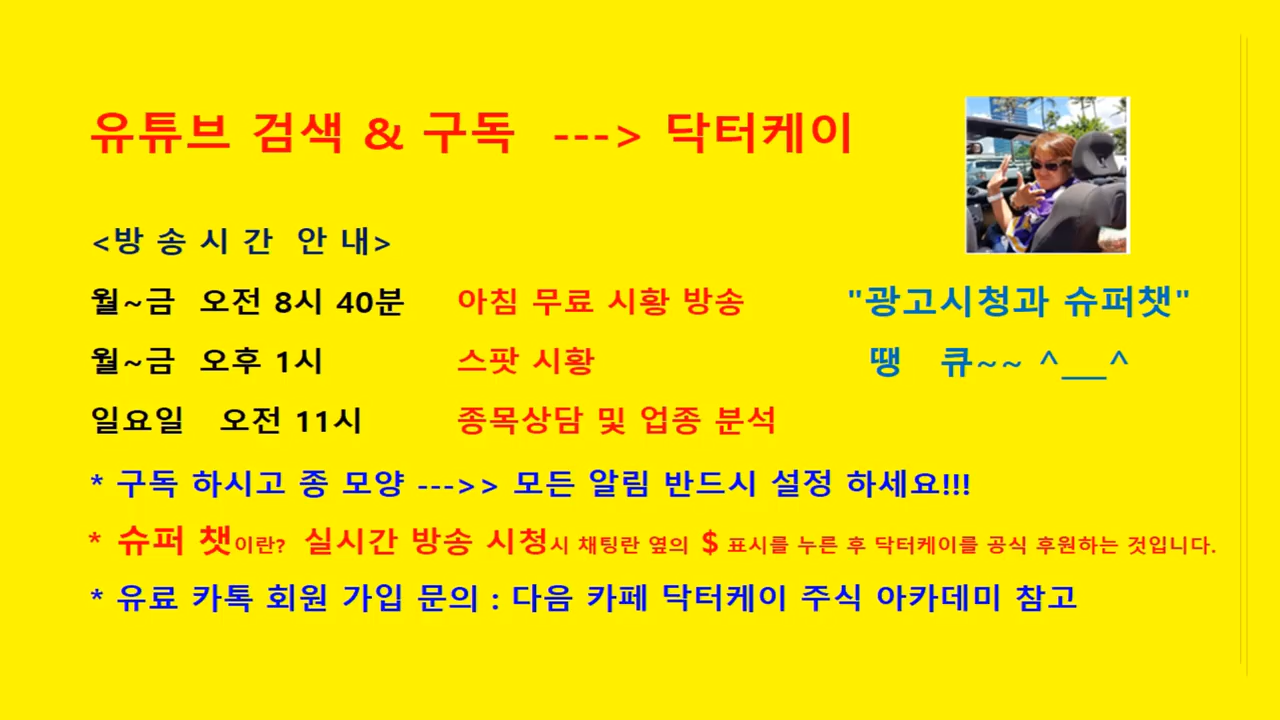 유튜브 검색 & 구독 ---> 닥터케이
<방 송 시 간 안 내>
월~금 오전 8시 40분 아침 무료 시황 방송 "광고시청과 슈퍼챗"
월~금 오후 1시 스팟 시황 땡 큐~~ ^__^
일요일 오전 11시 종목상담 및 업종 분석
* 구독 하시고 종 모양 --->> 모든 알림 반드시 설정 하세요!!!
* 슈퍼 챗이란? 실시간 방송 시청시 채팅란 옆의 $ 표시를 누른 후 닥터케이를 공식 후원하는 것입니다.
* 유료 카톡 회원 가입 문의 : 다음 카페 닥터케이 주식 아카데미 참고